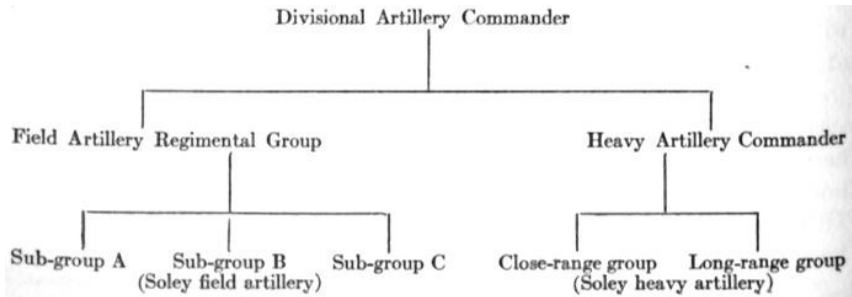 Divisional Artillery Commander
Field Artillery Regimental Group Heavy Artillery Commander
Sub-group A Sub-group B Sub-group C Close-range group Long-range group
(Soley field artillery) (Soley heavy artillery)